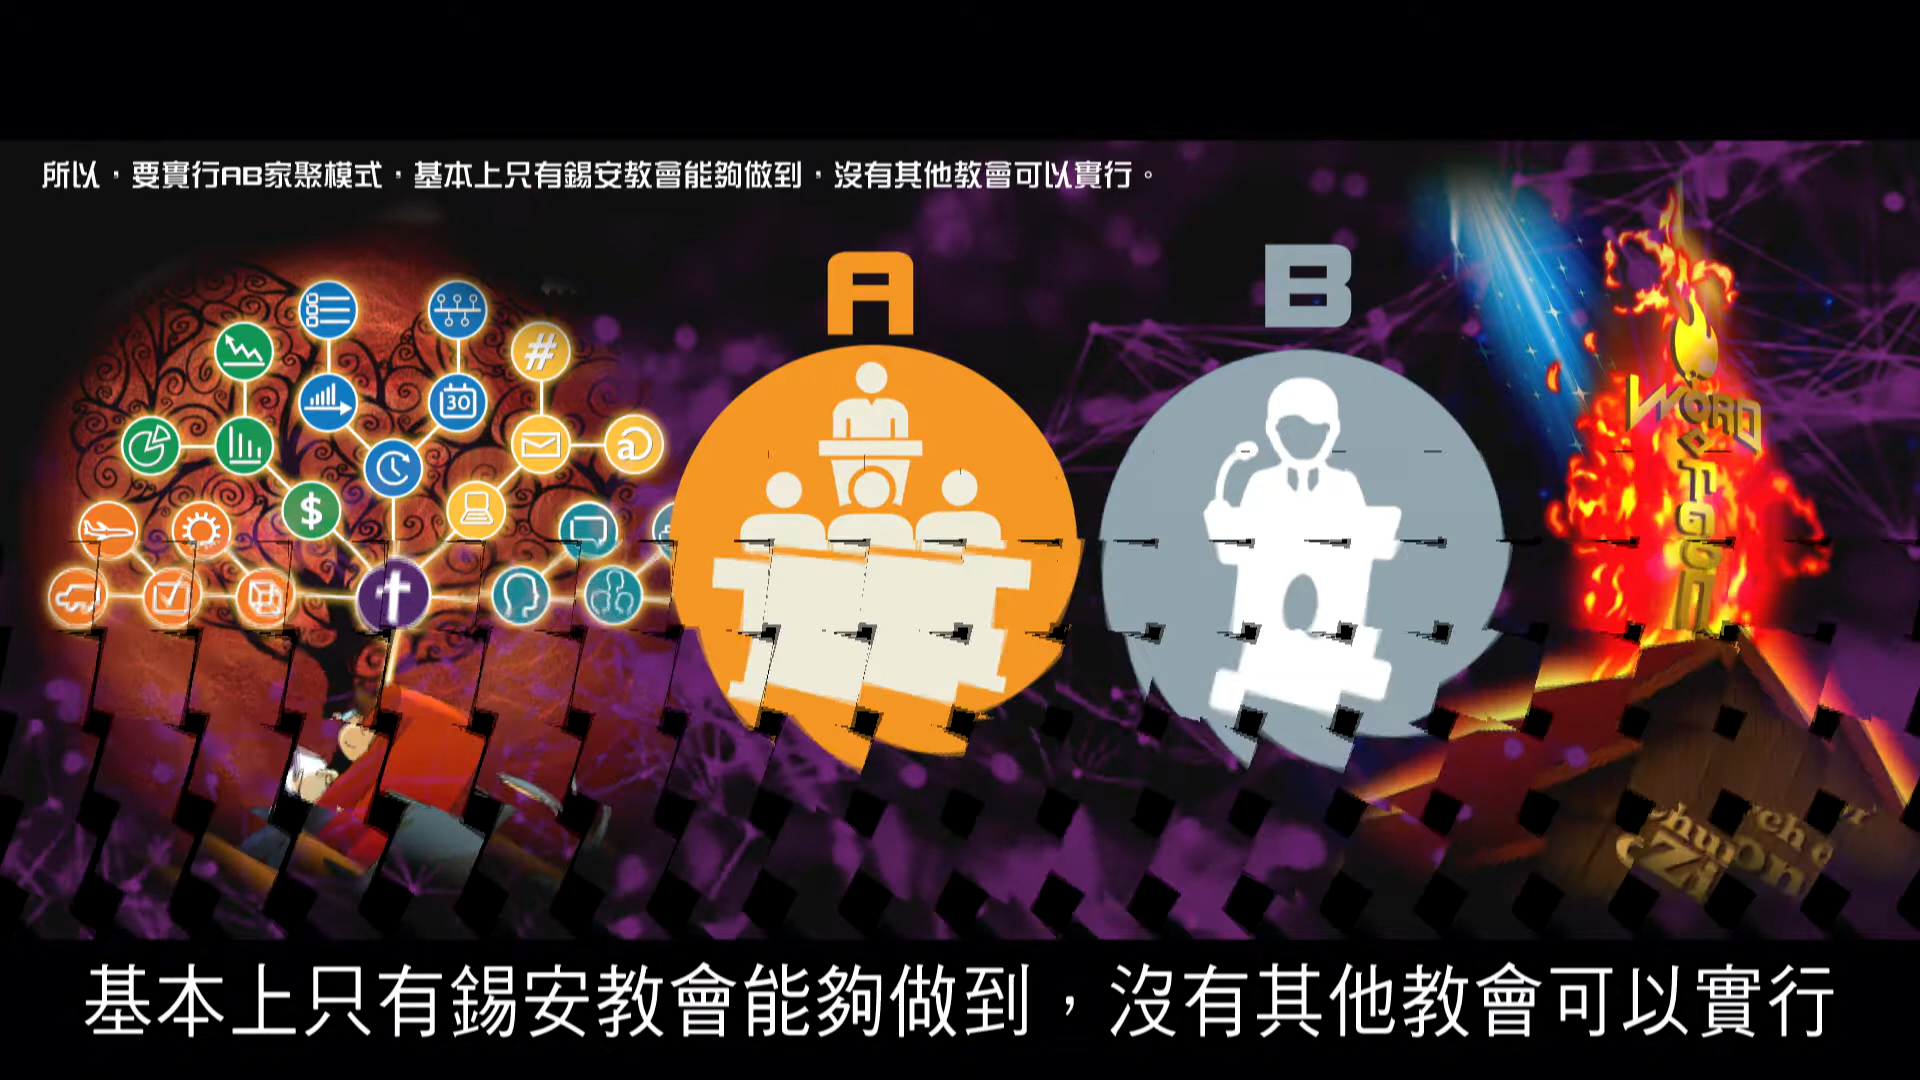 所以，要實行AB家聚模式，基本上只有錫安教會能夠做到，沒有其他教會可以實行。
A
B
#
30
a
$
WORD
基本上只有錫安教會能夠做到，沒有其他教會可以實行